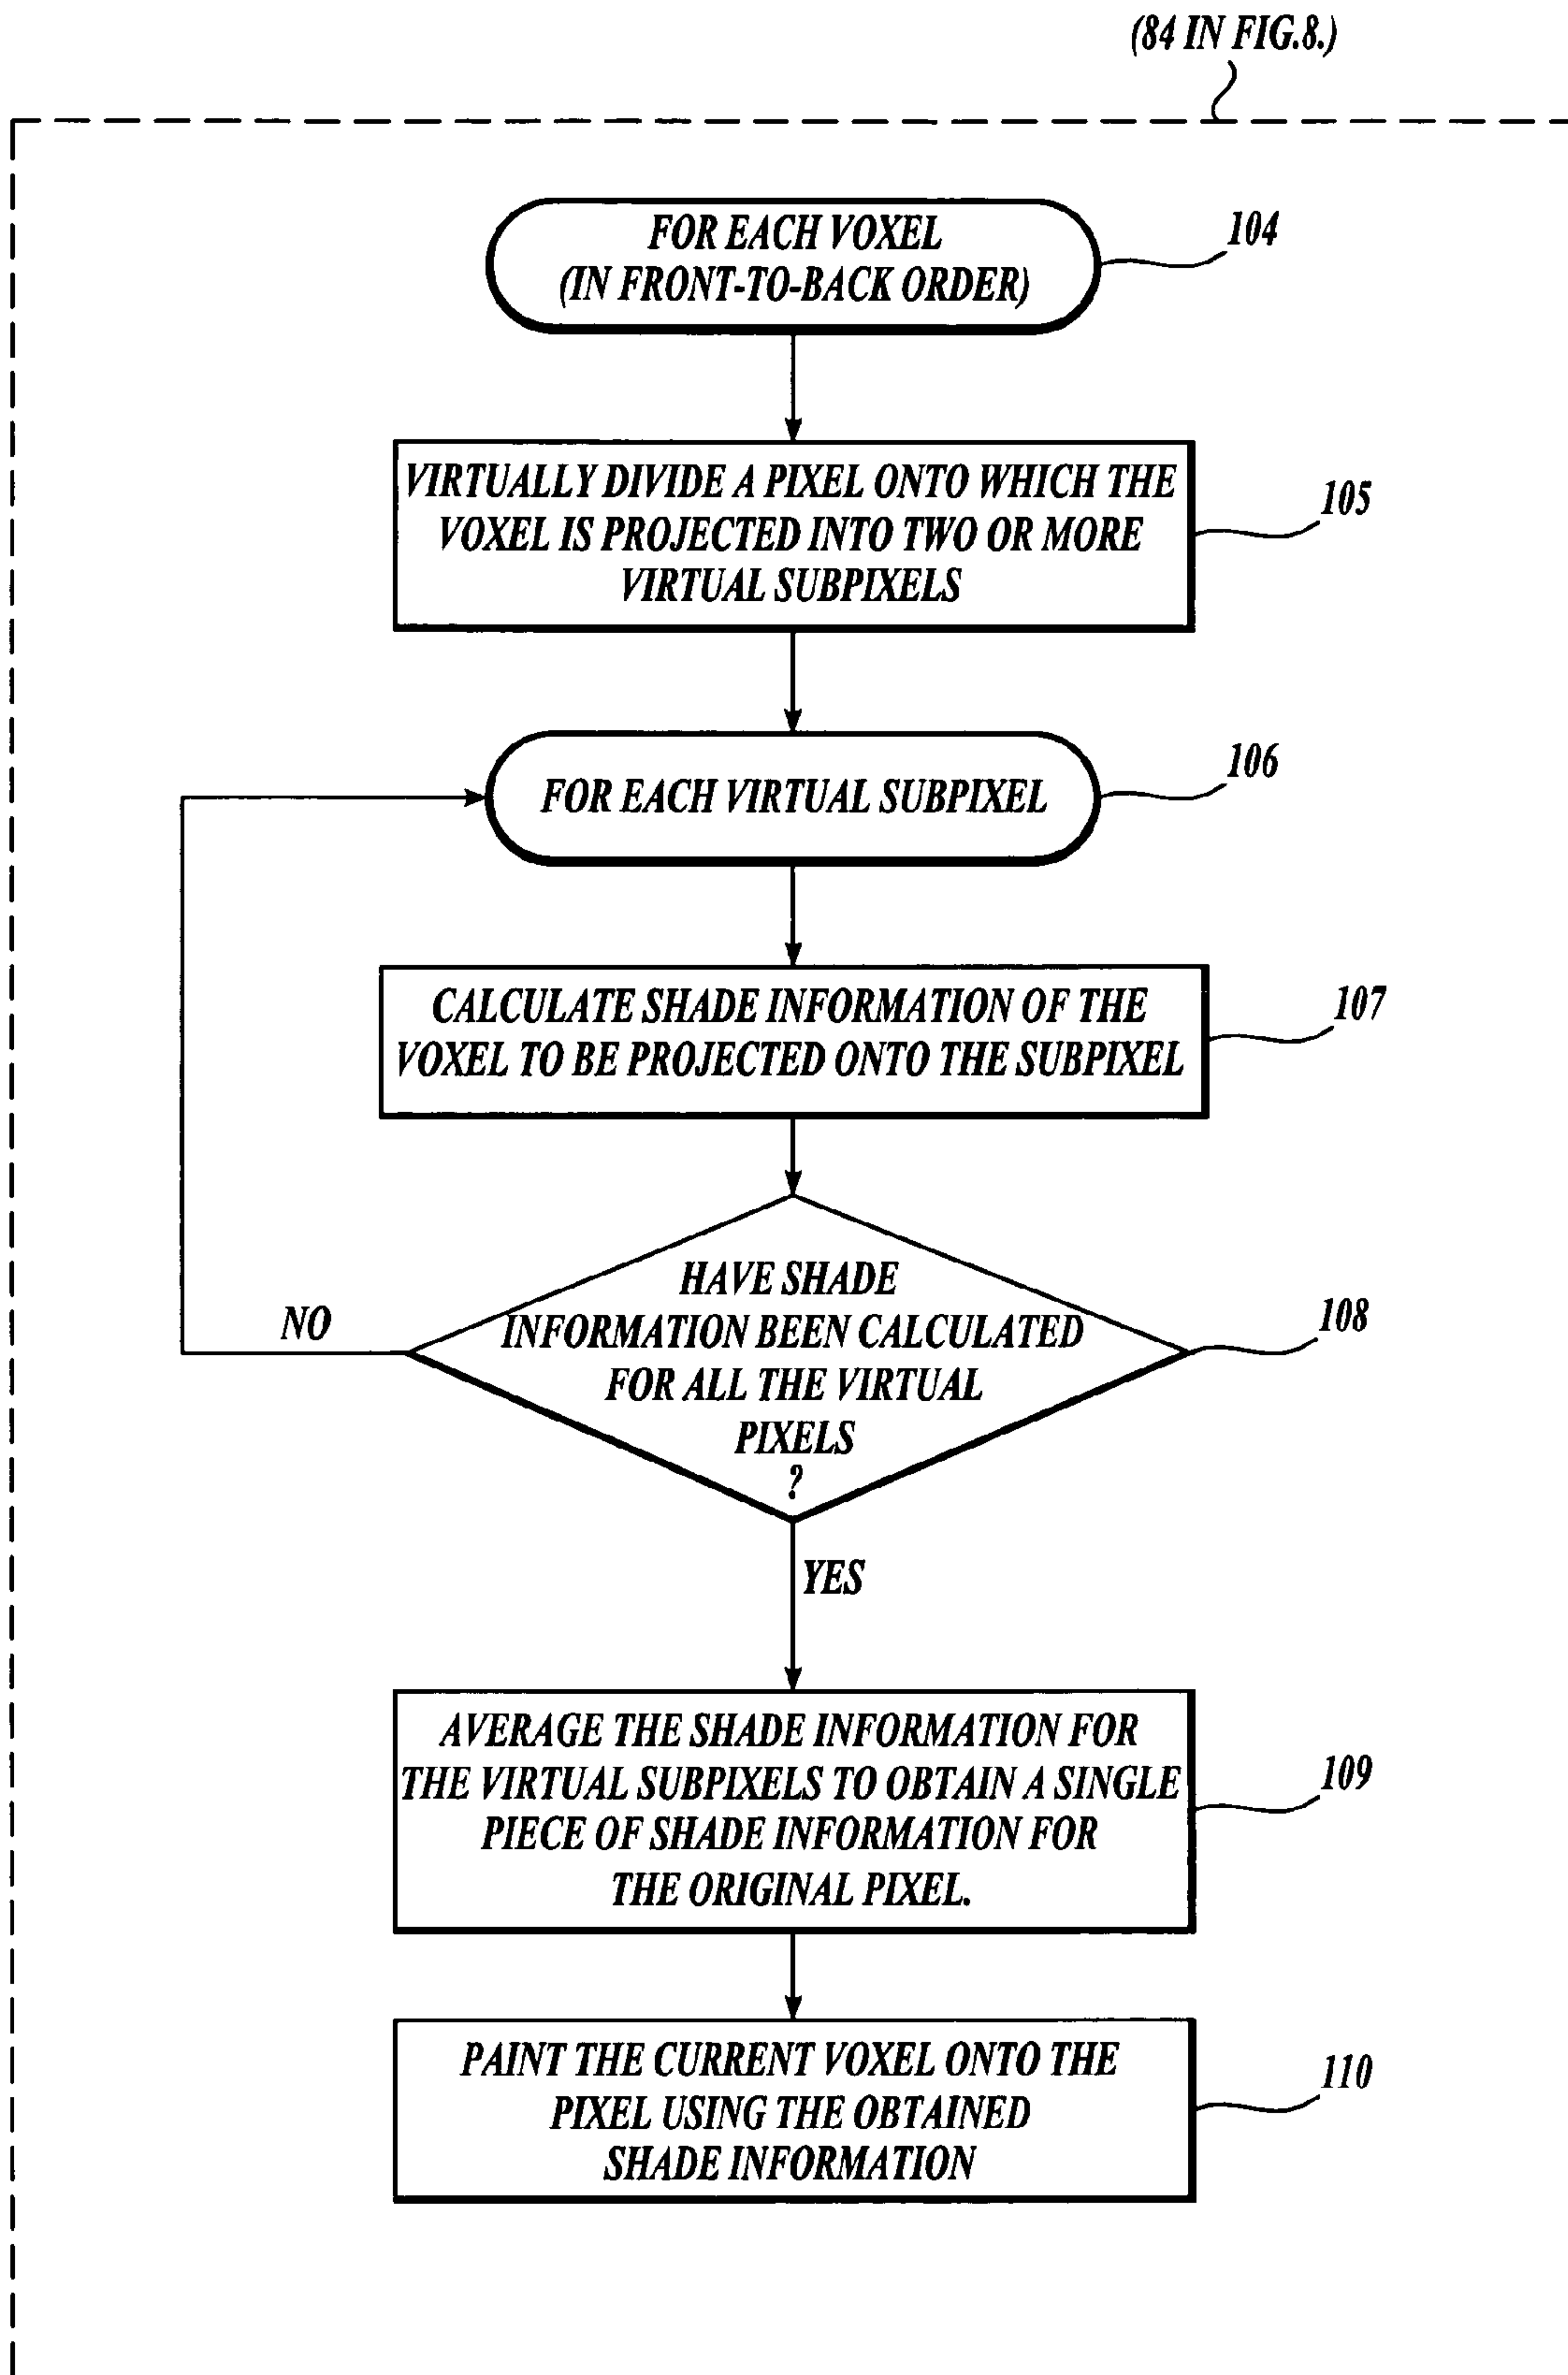 (84 IN FIG.8.)
FOR EACH VOXEL
(IN FRONT-TO-BACK ORDER)
104
VIRTUALLY DIVIDE A PIXEL ONTO WHICH THE
VOXEL IS PROJECTED INTO TWO OR MORE
VIRTUAL SUBPIXELS
105
FOR EACH VIRTUAL SUBPIXEL
106
CALCULATE SHADE INFORMATION OF THE
VOXEL TO BE PROJECTED ONTO THE SUBPIXEL
107
HAVE SHADE
INFORMATION BEEN CALCULATED
FOR ALL THE VIRTUAL
PIXELS
?
108
NO
YES
AVERAGE THE SHADE INFORMATION FOR
THE VIRTUAL SUBPIXELS TO OBTAIN A SINGLE
PIECE OF SHADE INFORMATION FOR
THE ORIGINAL PIXEL.
109
PAINT THE CURRENT VOXEL ONTO THE
PIXEL USING THE OBTAINED
SHADE INFORMATION
110